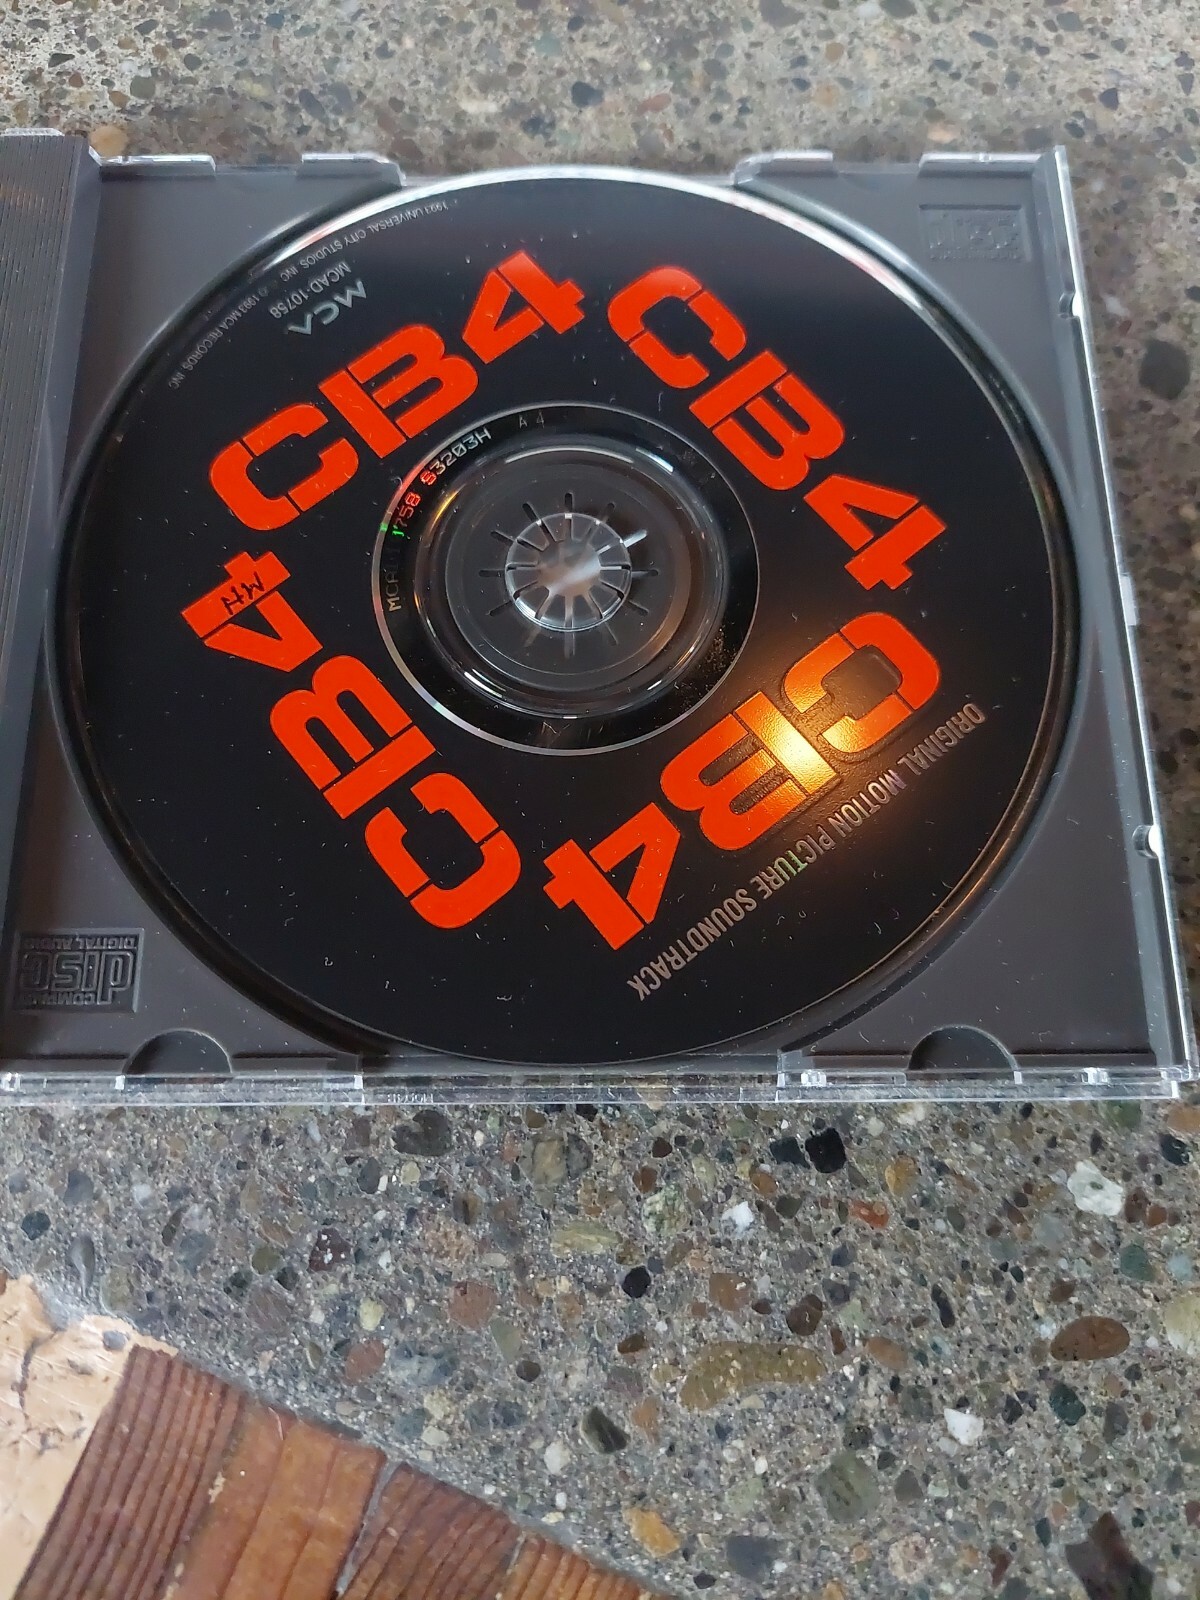 CB4
CB4
CB4
CB4
MH
ORIGINAL MOTION PICTURE SOUNDTRACK
MCA
MCAD-10758
1993 UNIVERSAL CITY STUDIOS, INC.
1993 MCA RECORDS INC
S3203H
A4
COMPACT
disc
DIGITAL AUDIO